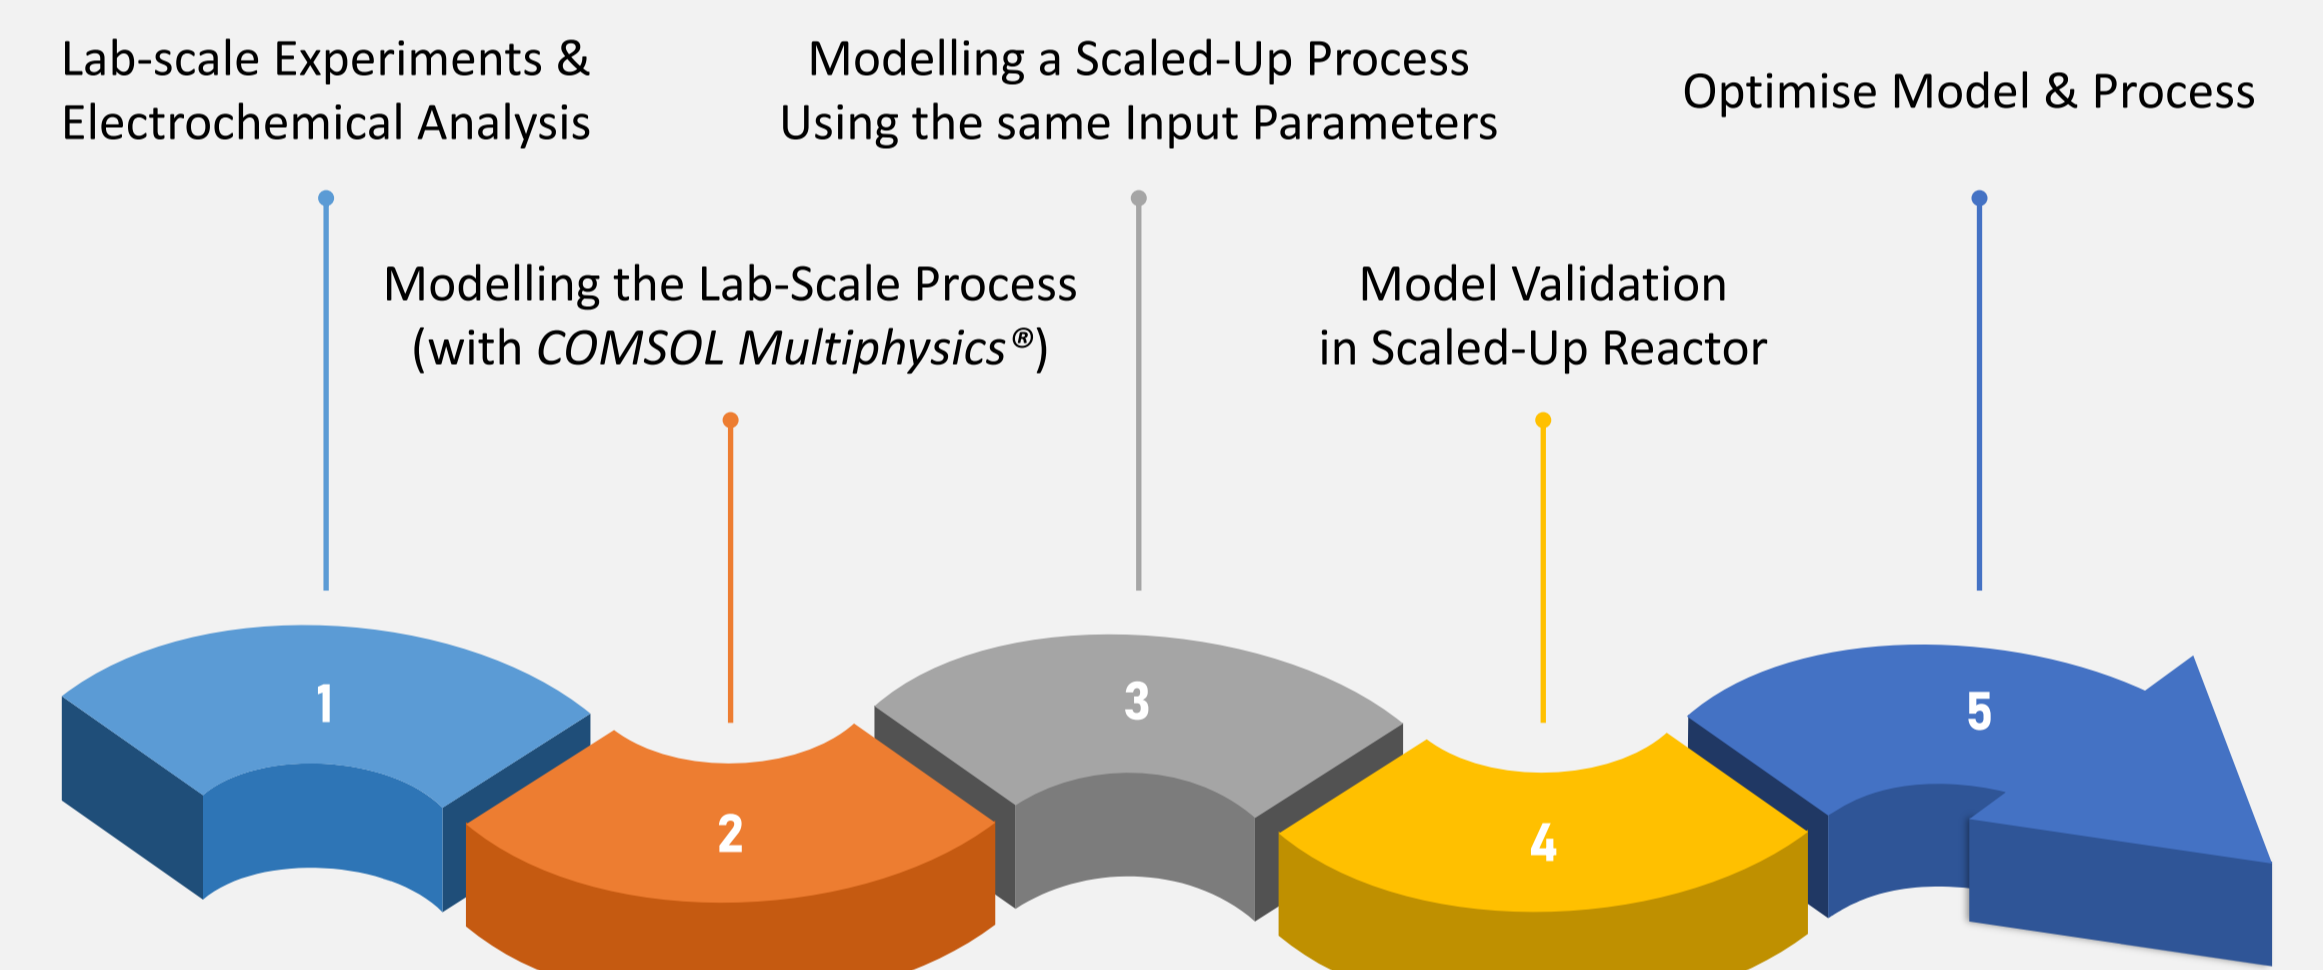 Lab-scale Experiments &
Electrochemical Analysis
Modelling the Lab-Scale Process
(with COMSOL Multiphysics®)
Modelling a Scaled-Up Process
Using the same Input Parameters
Model Validation
in Scaled-Up Reactor
Optimise Model & Process
1
2
3
4
5